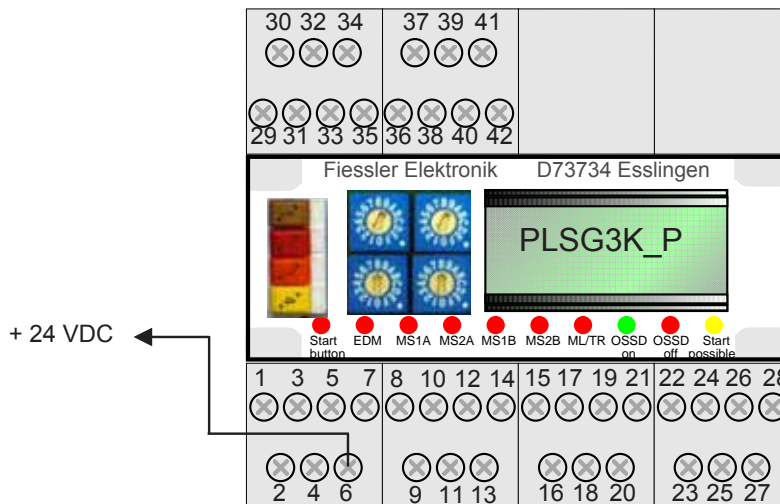 30 32 34 37 39 41
29 31 33 35 36 38 40 42
Fiessler Elektronik D73734 Esslingen
PLSG3K_P
+ 24 VDC
Start button EDM MS1A MS2A MS1B MS2B ML/TR OSSD on OSSD off Start possible
1 3 5 7 8 10 12 14 15 17 19 21 22 24 26 28
2 4 6 9 11 13 16 18 20 23 25 27